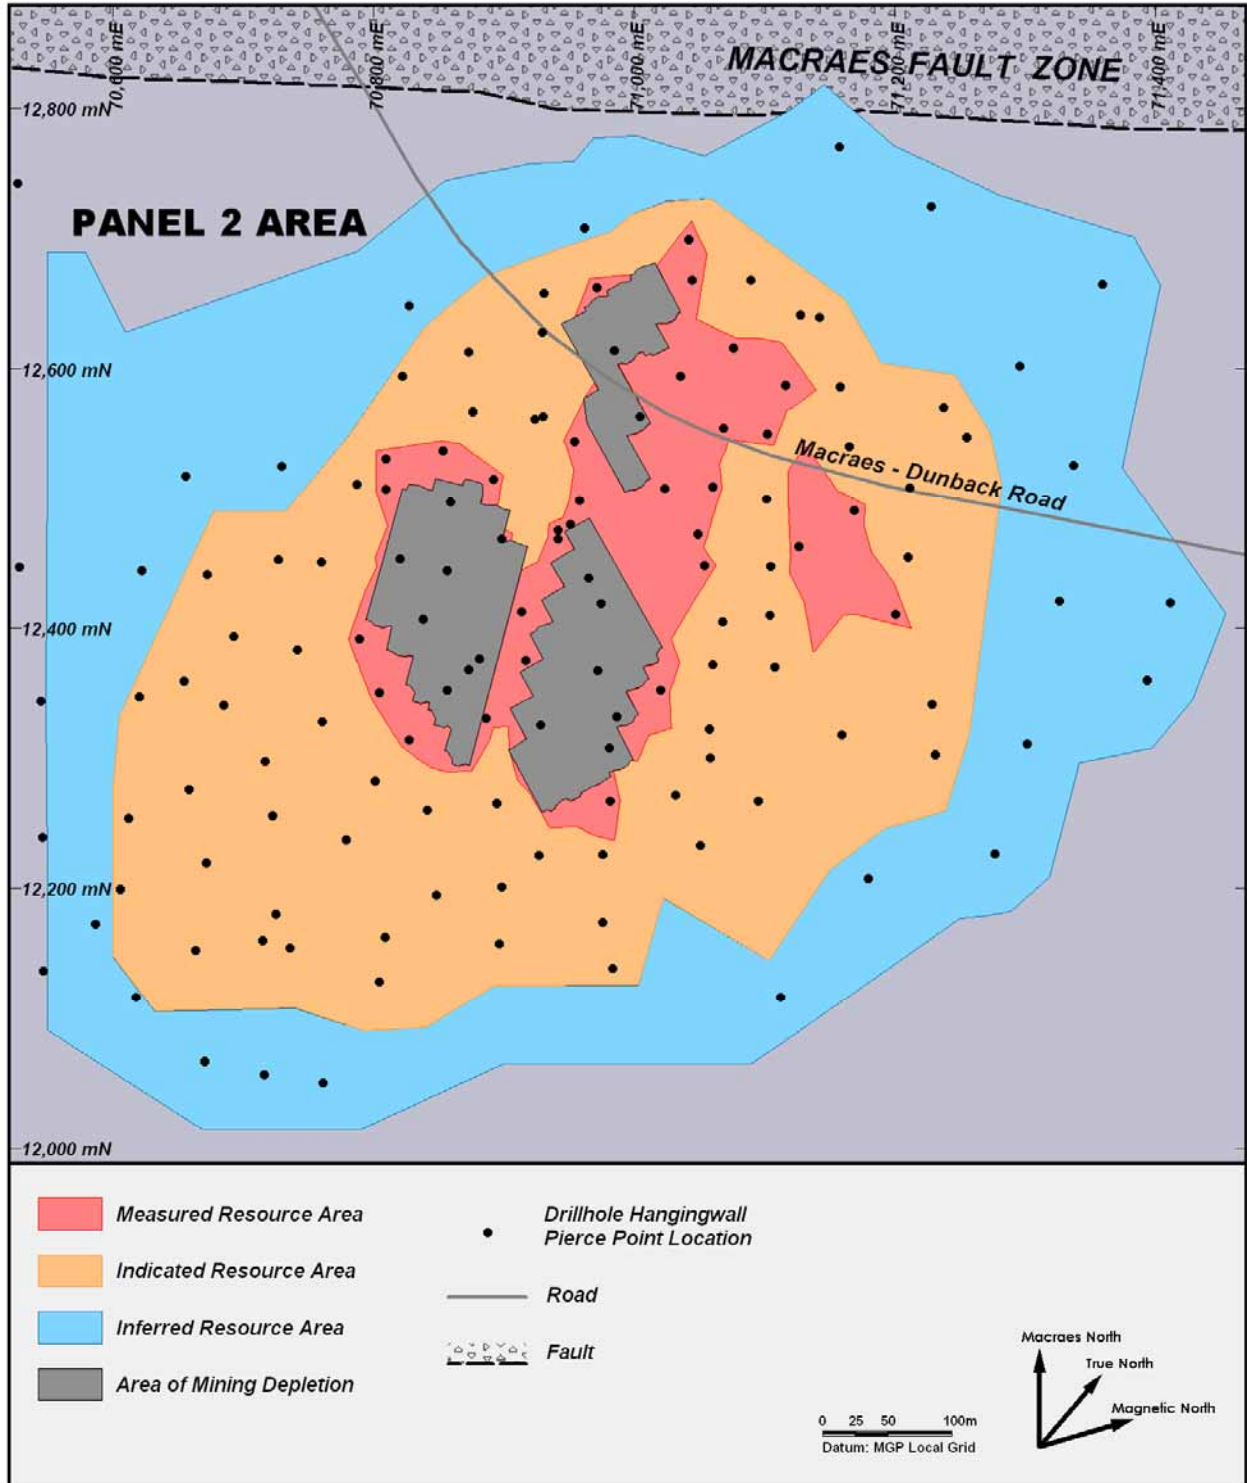 70,600 mE
70,800 mE
71,000 mE
71,200 mE
71,400 mE
MACRAES FAULT ZONE
12,800 mN
PANEL 2 AREA
12,600 mN
Macraes - Dunback Road
12,400 mN
12,200 mN
12,000 mN
Measured Resource Area
Indicated Resource Area
Inferred Resource Area
Area of Mining Depletion
Drillhole Hangingwall
Pierce Point Location
Road
Fault
0 25 50 100m
Datum: MGP Local Grid
Macraes North
True North
Magnetic North